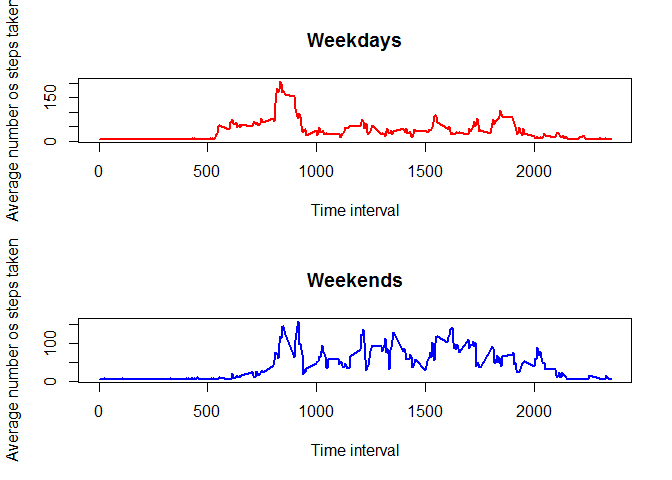 Weekdays
Average number os steps taken
150
0
0 500 1000 1500 2000
Time interval
Weekends
Average number os steps taken
100
0
0 500 1000 1500 2000
Time interval